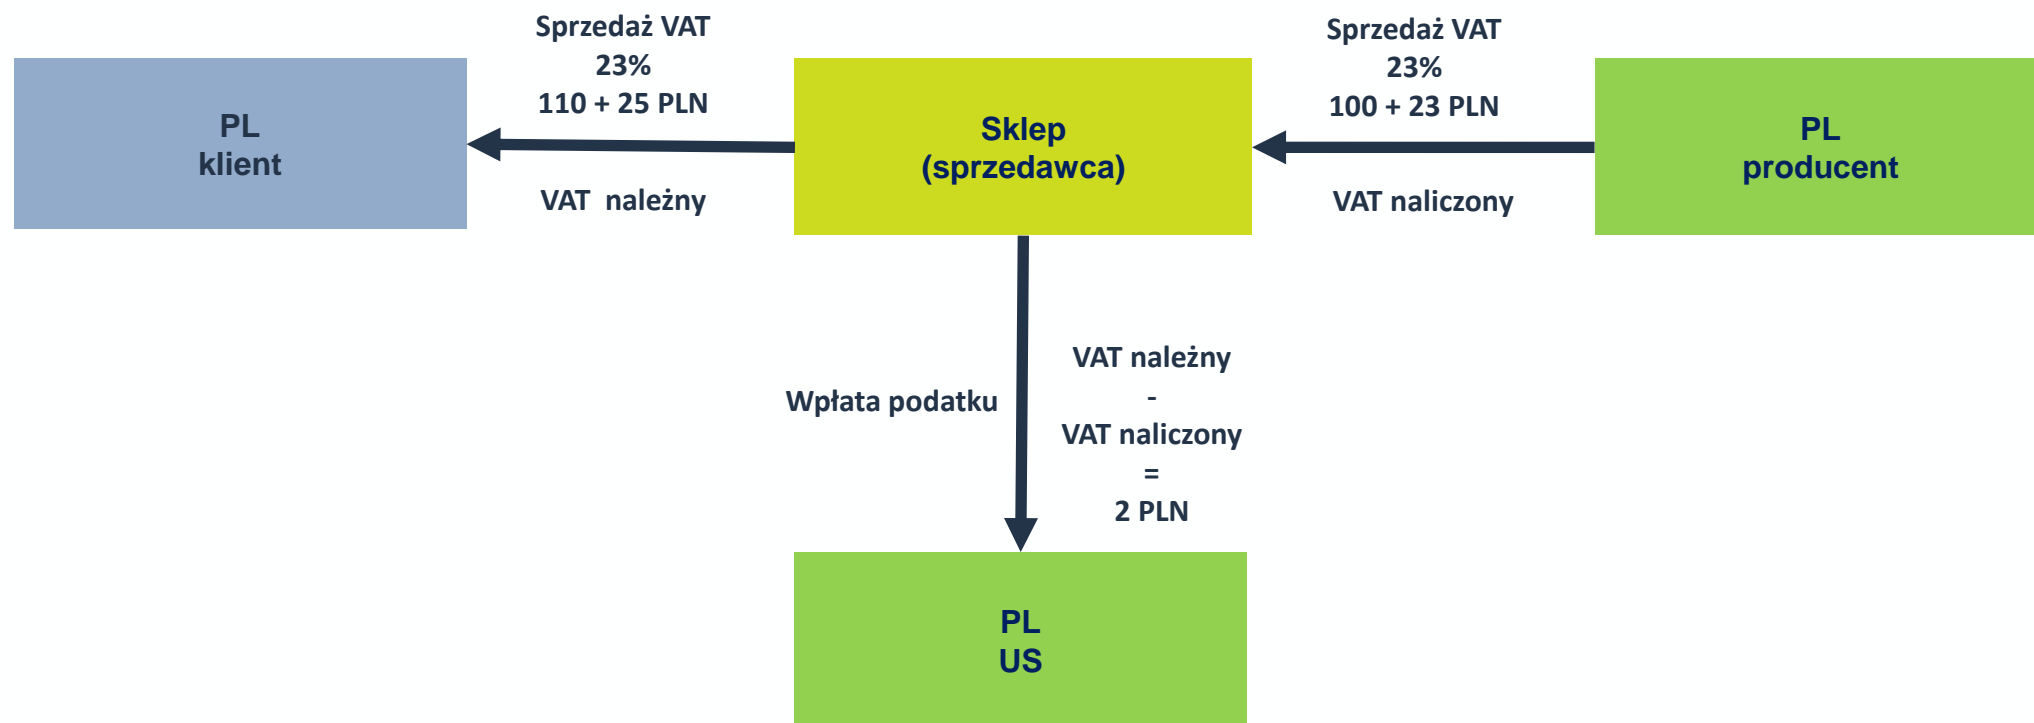 Sprzedaż VAT
23%
110 + 25 PLN
Sprzedaż VAT
23%
100 + 23 PLN
PL
klient
Sklep
(sprzedawca)
PL
producent
VAT należny
VAT naliczony
Wpłata podatku
VAT należny
-
VAT naliczony
=
2 PLN
PL
US